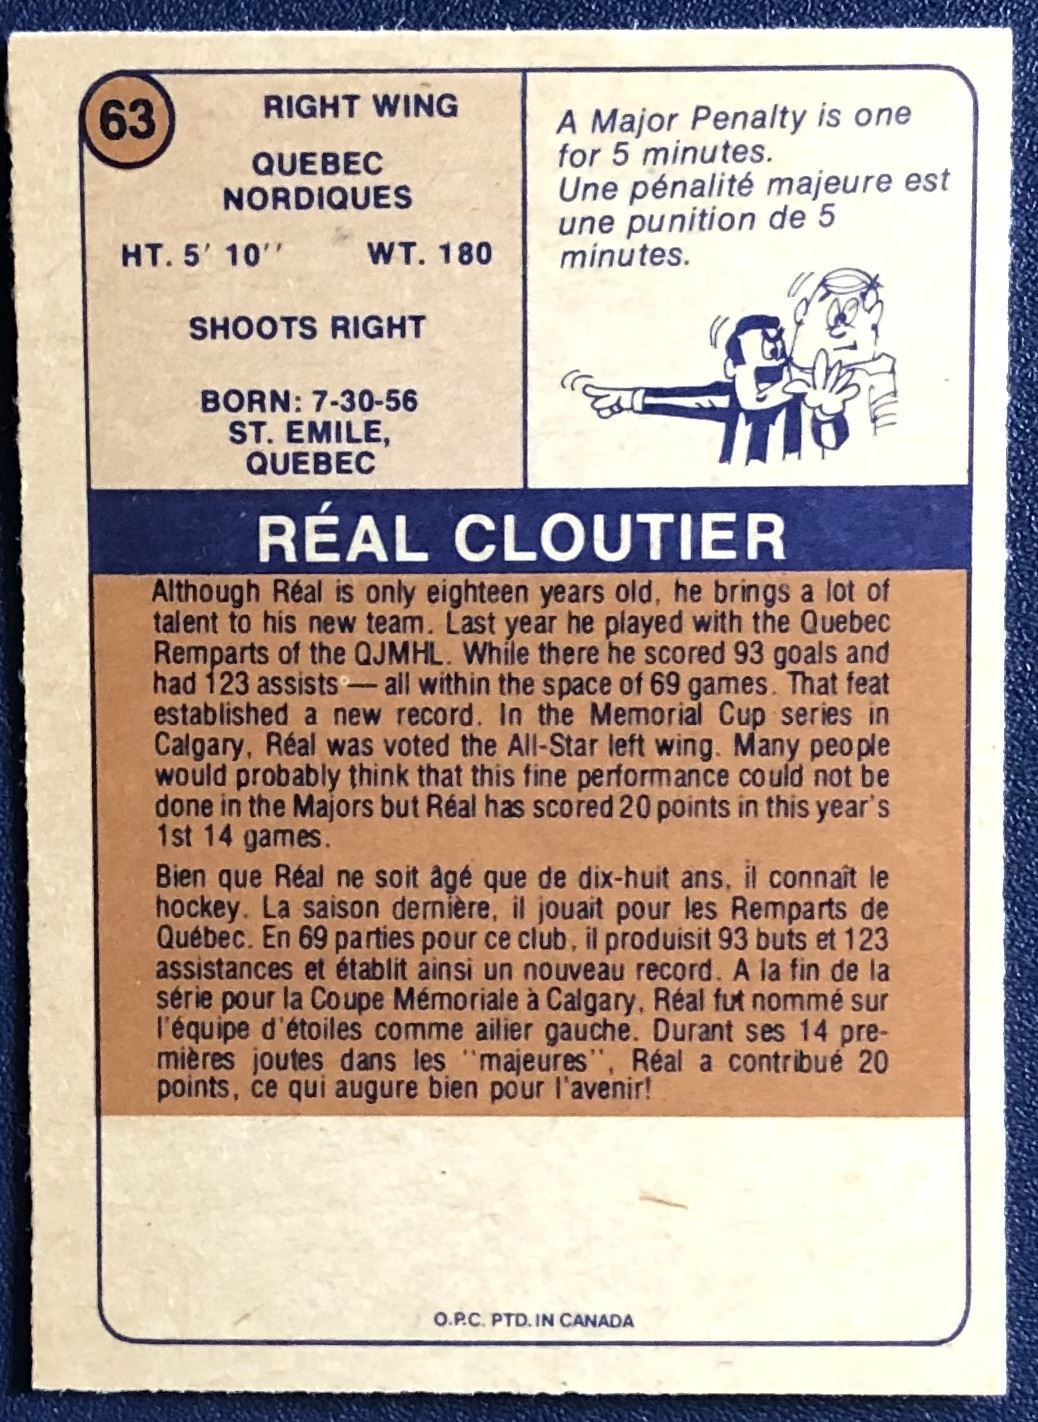 63
RIGHT WING
QUEBEC
NORDIQUES
HT. 5' 10'' WT. 180
SHOOTS RIGHT
BORN: 7-30-56
ST. EMILE,
QUEBEC
A Major Penalty is one
for 5 minutes.
Une pénalité majeure est
une punition de 5
minutes.
RÉAL CLOUTIER
Although Réal is only eighteen years old, he brings a lot of
talent to his new team. Last year he played with the Quebec
Remparts of the QJMHL. While there he scored 93 goals and
had 123 assists — all within the space of 69 games. That feat
established a new record. In the Memorial Cup series in
Calgary, Réal was voted the All-Star left wing. Many people
would probably think that this fine performance could not be
done in the Majors but Réal has scored 20 points in this year's
1st 14 games.
Bien que Réal ne soit âgé que de dix-huit ans, il connaît le
hockey. La saison dernière, il jouait pour les Remparts de
Québec. En 69 parties pour ce club, il produisit 93 buts et 123
assistances et établit ainsi un nouveau record. A la fin de la
série pour la Coupe Mémoriale à Calgary, Réal fut nommé sur
l'équipe d'étoiles comme ailier gauche. Durant ses 14 pre-
mières joutes dans les ''majeures'', Réal a contribué 20
points, ce qui augure bien pour l'avenir!
O.P.C. PTD. IN CANADA